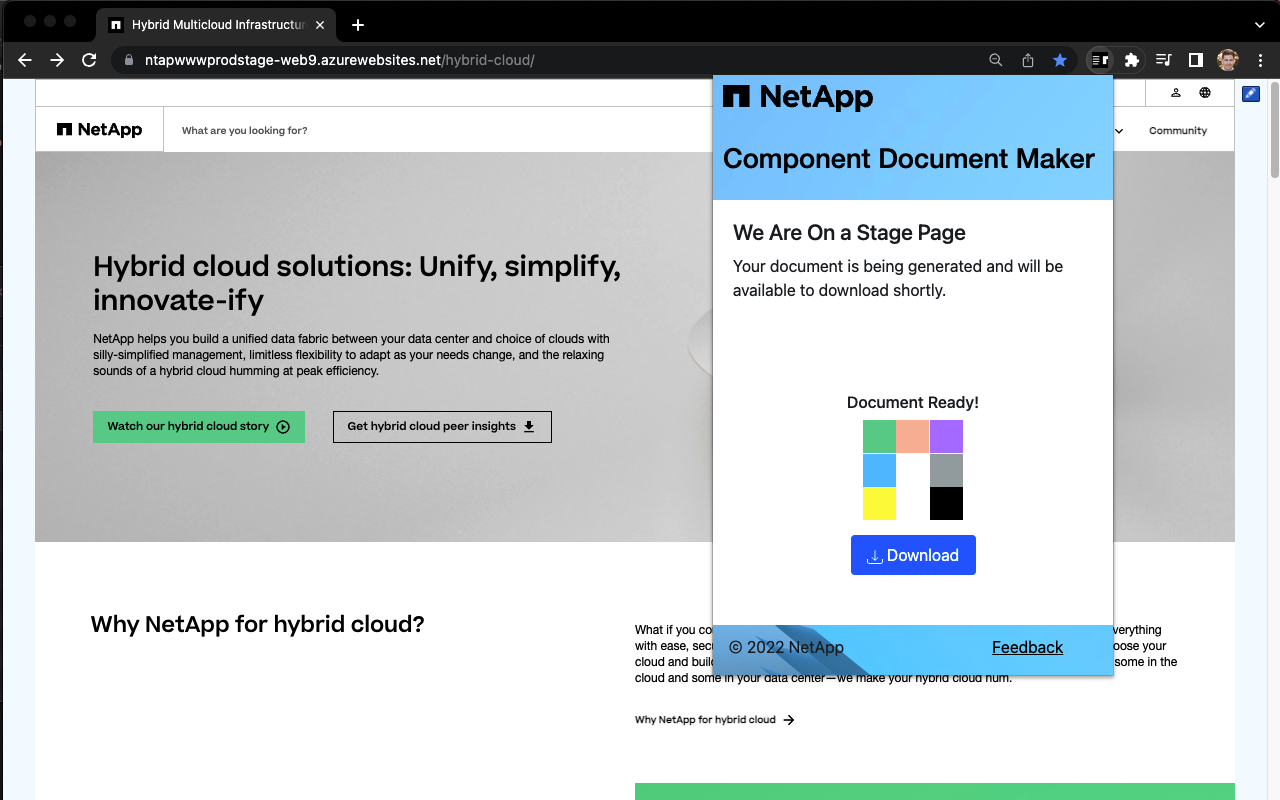 Hybrid Multicloud Infrastructur
ntapwwwprodstage-web9.azurewebsites.net/hybrid-cloud/
NetApp
What are you looking for?
Community
NetApp
Component Document Maker
We Are On a Stage Page
Your document is being generated and will be
available to download shortly.
Document Ready!
Download
© 2022 NetApp
Feedback
Hybrid cloud solutions: Unify, simplify,
innovate-ify
NetApp helps you build a unified data fabric between your data center and choice of clouds with
silly-simplified management, limitless flexibility to adapt as your needs change, and the relaxing
sounds of a hybrid cloud humming at peak efficiency.
Watch our hybrid cloud story
Get hybrid cloud peer insights
Why NetApp for hybrid cloud?
What if you co verything
with ease, secu oose your
cloud and buil some in the
cloud and some in your data center—we make your hybrid cloud hum.
Why NetApp for hybrid cloud